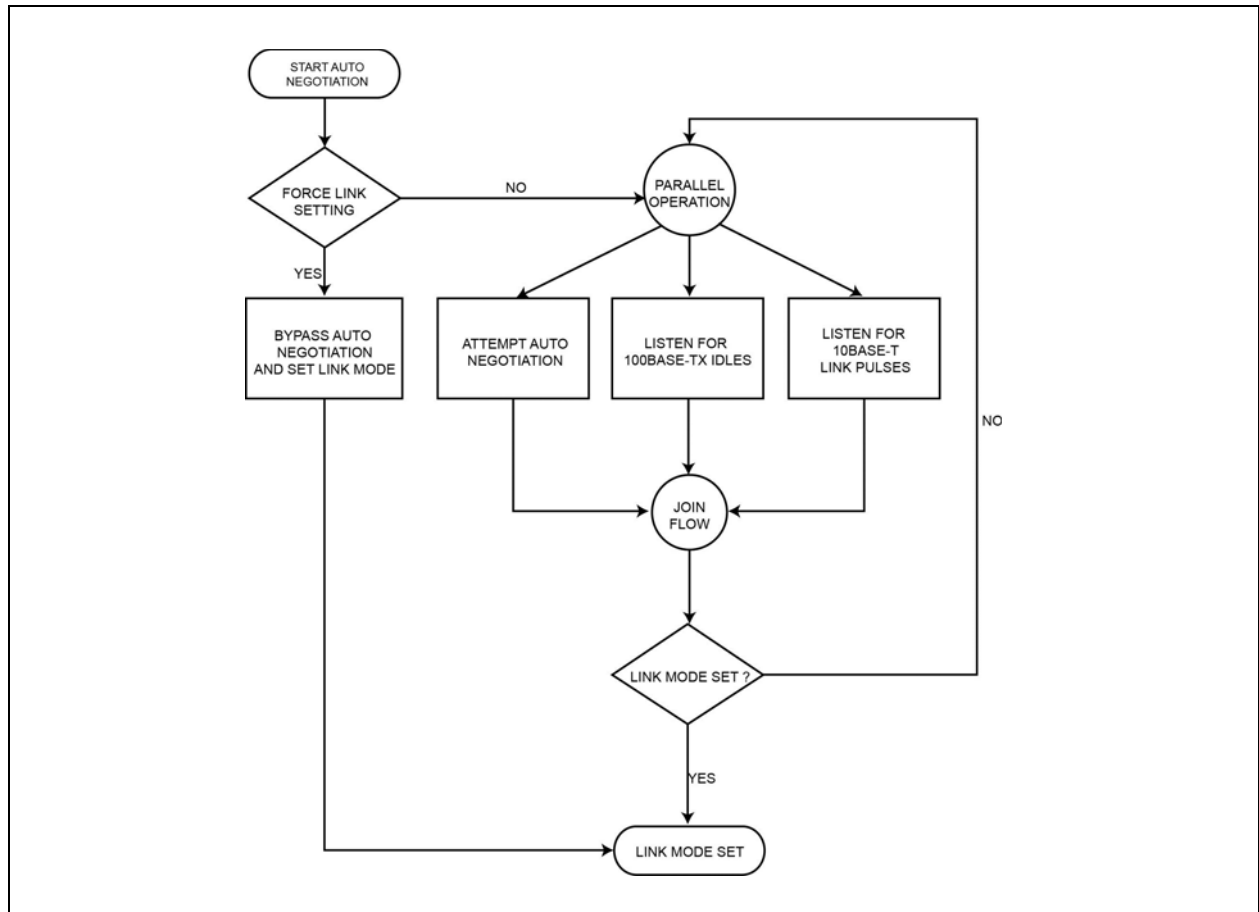 START AUTO
NEGOTIATION
FORCE LINK
SETTING
NO
PARALLEL
OPERATION
YES
BYPASS AUTO
NEGOTIATION
AND SET LINK MODE
ATTEMPT AUTO
NEGOTIATION
LISTEN FOR
100BASE-TX IDLES
LISTEN FOR
10BASE-T
LINK PULSES
NO
JOIN
FLOW
LINK MODE SET ?
YES
LINK MODE SET